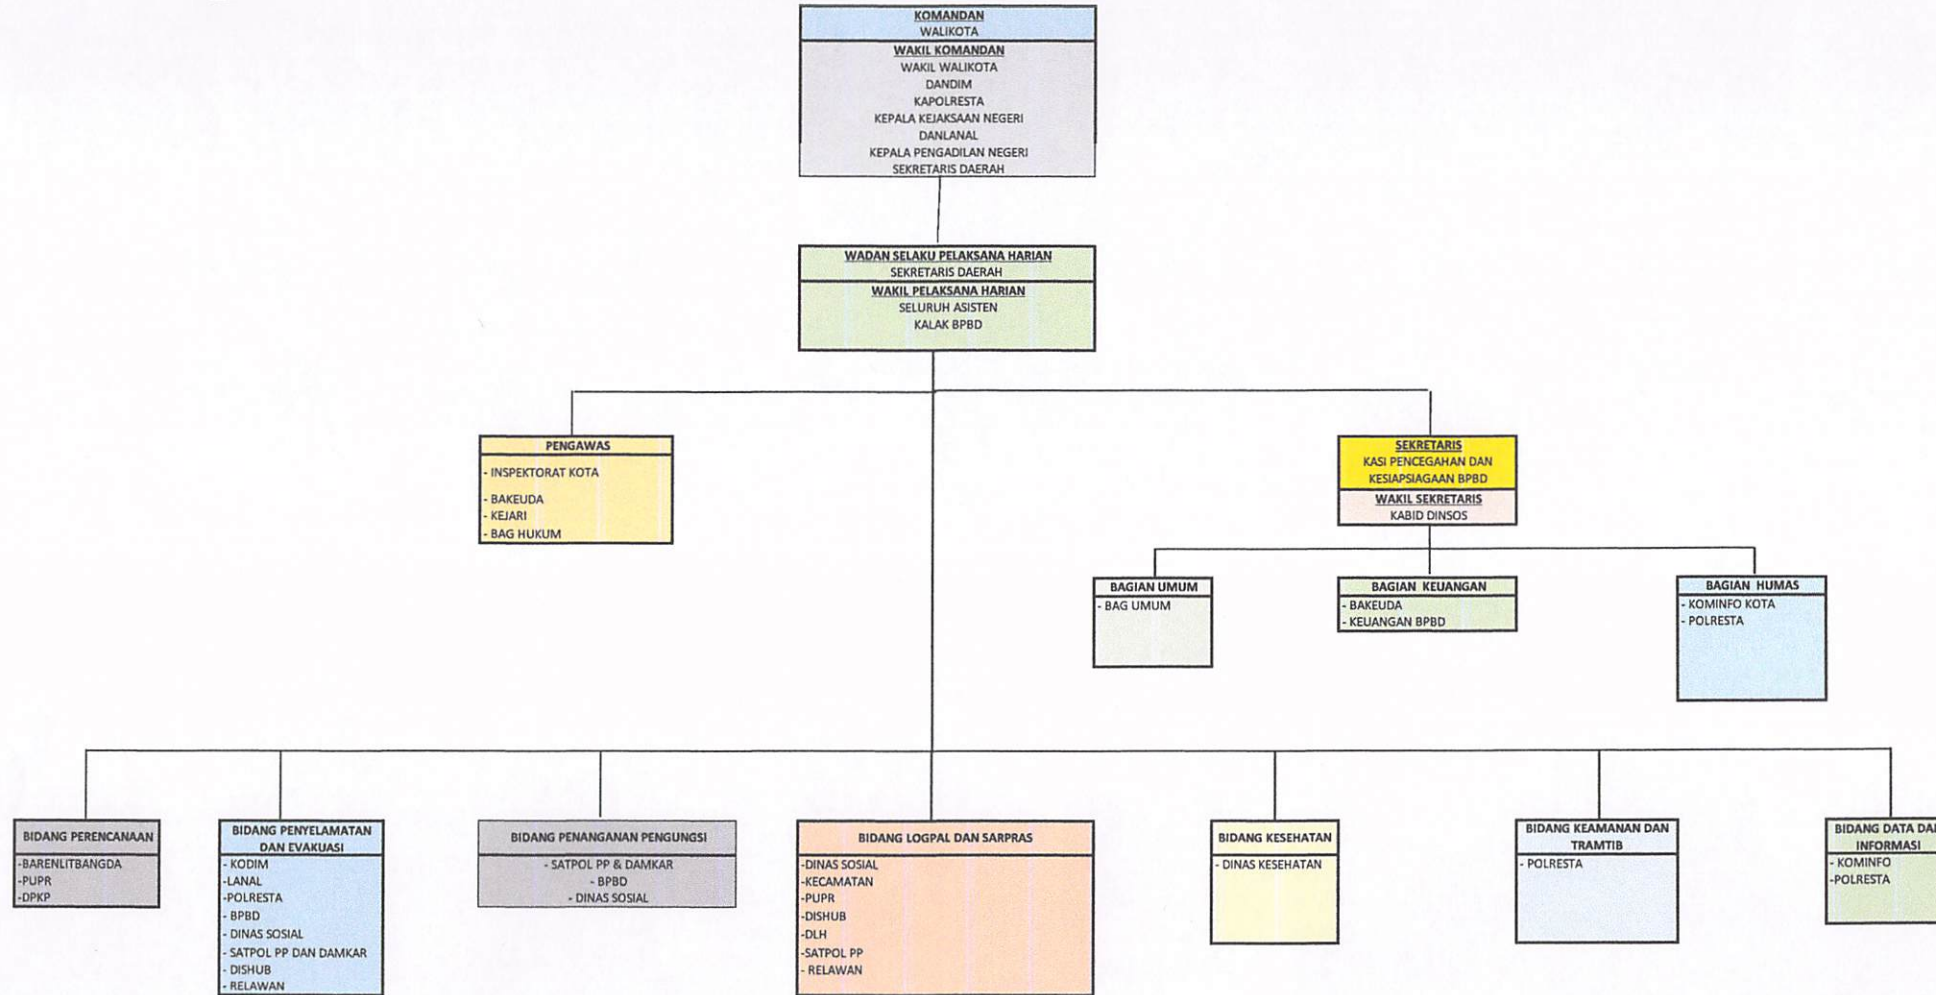 KOMANDAN
WALIKOTA
WAKIL KOMANDAN
WAKIL WALIKOTA
DANDIM
KAPOLRESTA
KEPALA KEJAKSAAN NEGERI
DANLANAL
KEPALA PENGADILAN NEGERI
SEKRETARIS DAERAH
WADAN SELAKU PELAKSANA HARIAN
SEKRETARIS DAERAH
WAKIL PELAKSANA HARIAN
SELURUH ASISTEN
KALAK BPBD
PENGAWAS
- INSPEKTORAT KOTA
- BAKEUDA
- KEJARI
- BAG HUKUM
SEKRETARIS
KASI PENCEGAHAN DAN
KESIAPSIAGAAN BPBD
WAKIL SEKRETARIS
KABID DINSOS
BAGIAN UMUM
- BAG UMUM
BAGIAN KEUANGAN
- BAKEUDA
- KEUANGAN BPBD
BAGIAN HUMAS
- KOMINFO KOTA
- POLRESTA
BIDANG PERENCANAAN
-BARENLITBANGDA
-PUPR
-DPKP
BIDANG PENYELAMATAN
DAN EVAKUASI
- KODIM
-LANAL
-POLRESTA
- BPBD
- DINAS SOSIAL
- SATPOL PP DAN DAMKAR
- DISHUB
- RELAWAN
BIDANG PENANGANAN PENGUNGSI
- SATPOL PP & DAMKAR
- BPBD
- DINAS SOSIAL
BIDANG LOGPAL DAN SARPRAS
-DINAS SOSIAL
-KECAMATAN
-PUPR
-DISHUB
-DLH
-SATPOL PP
- RELAWAN
BIDANG KESEHATAN
- DINAS KESEHATAN
BIDANG KEAMANAN DAN
TRAMTIB
- POLRESTA
BIDANG DATA DA
INFORMASI
- KOMINFO
-POLRESTA